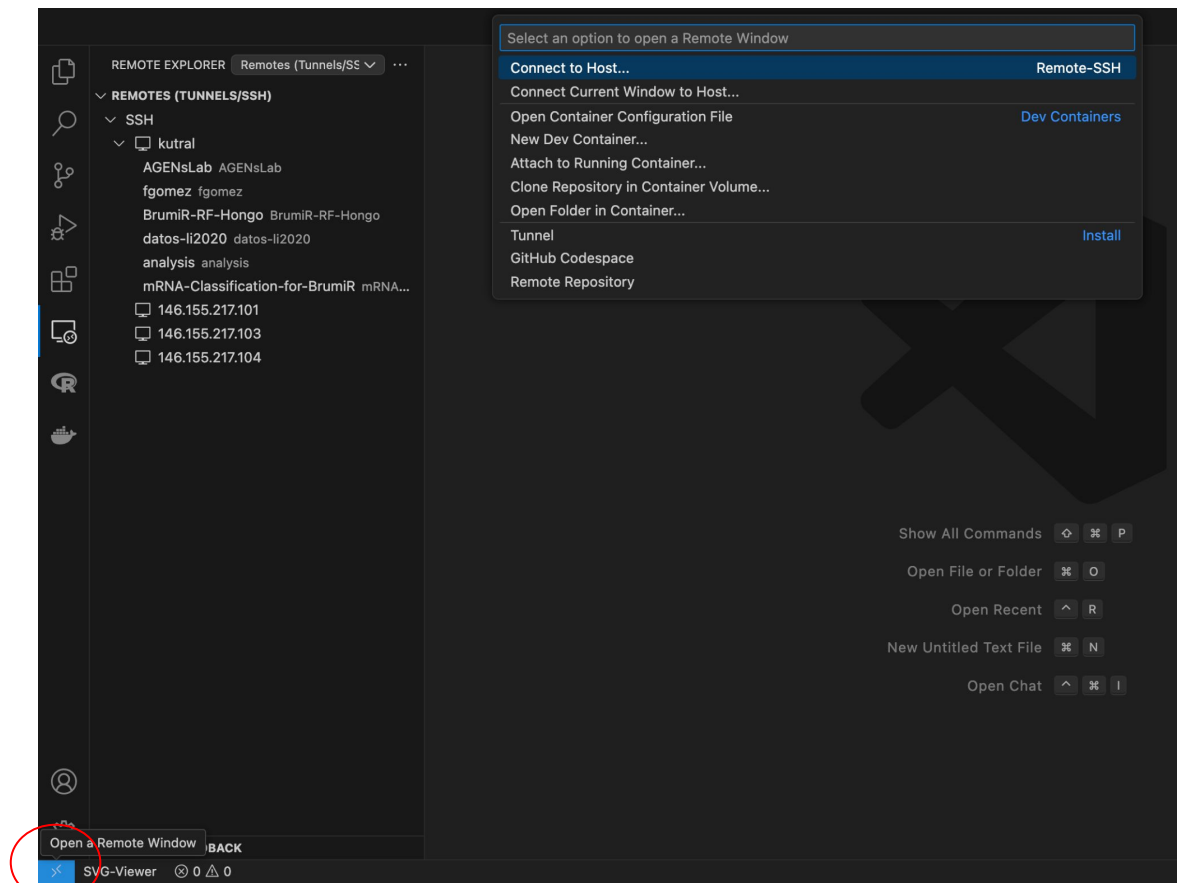 Select an option to open a Remote Window
Connect to Host... Remote-SSH
Connect Current Window to Host...
Open Container Configuration File Dev Containers
New Dev Container...
Attach to Running Container...
Clone Repository in Container Volume...
Open Folder in Container...
Tunnel Install
GitHub Codespace
Remote Repository
REMOTE EXPLORER Remotes (Tunnels/SS
REMOTES (TUNNELS/SSH)
SSH
kutral
AGENsLab AGENsLab
fgomez fgomez
BrumiR-RF-Hongo BrumiR-RF-Hongo
datos-li2020 datos-li2020
analysis analysis
mRNA-Classification-for-BrumiR mRNA...
146.155.217.101
146.155.217.103
146.155.217.104
R
Show All Commands ⇧ ⌘ P
Open File or Folder ⌘ O
Open Recent ^ R
New Untitled Text File ⌘ N
Open Chat ^ ⌘ I
Open a Remote Window
BACK
SVG-Viewer 0 0